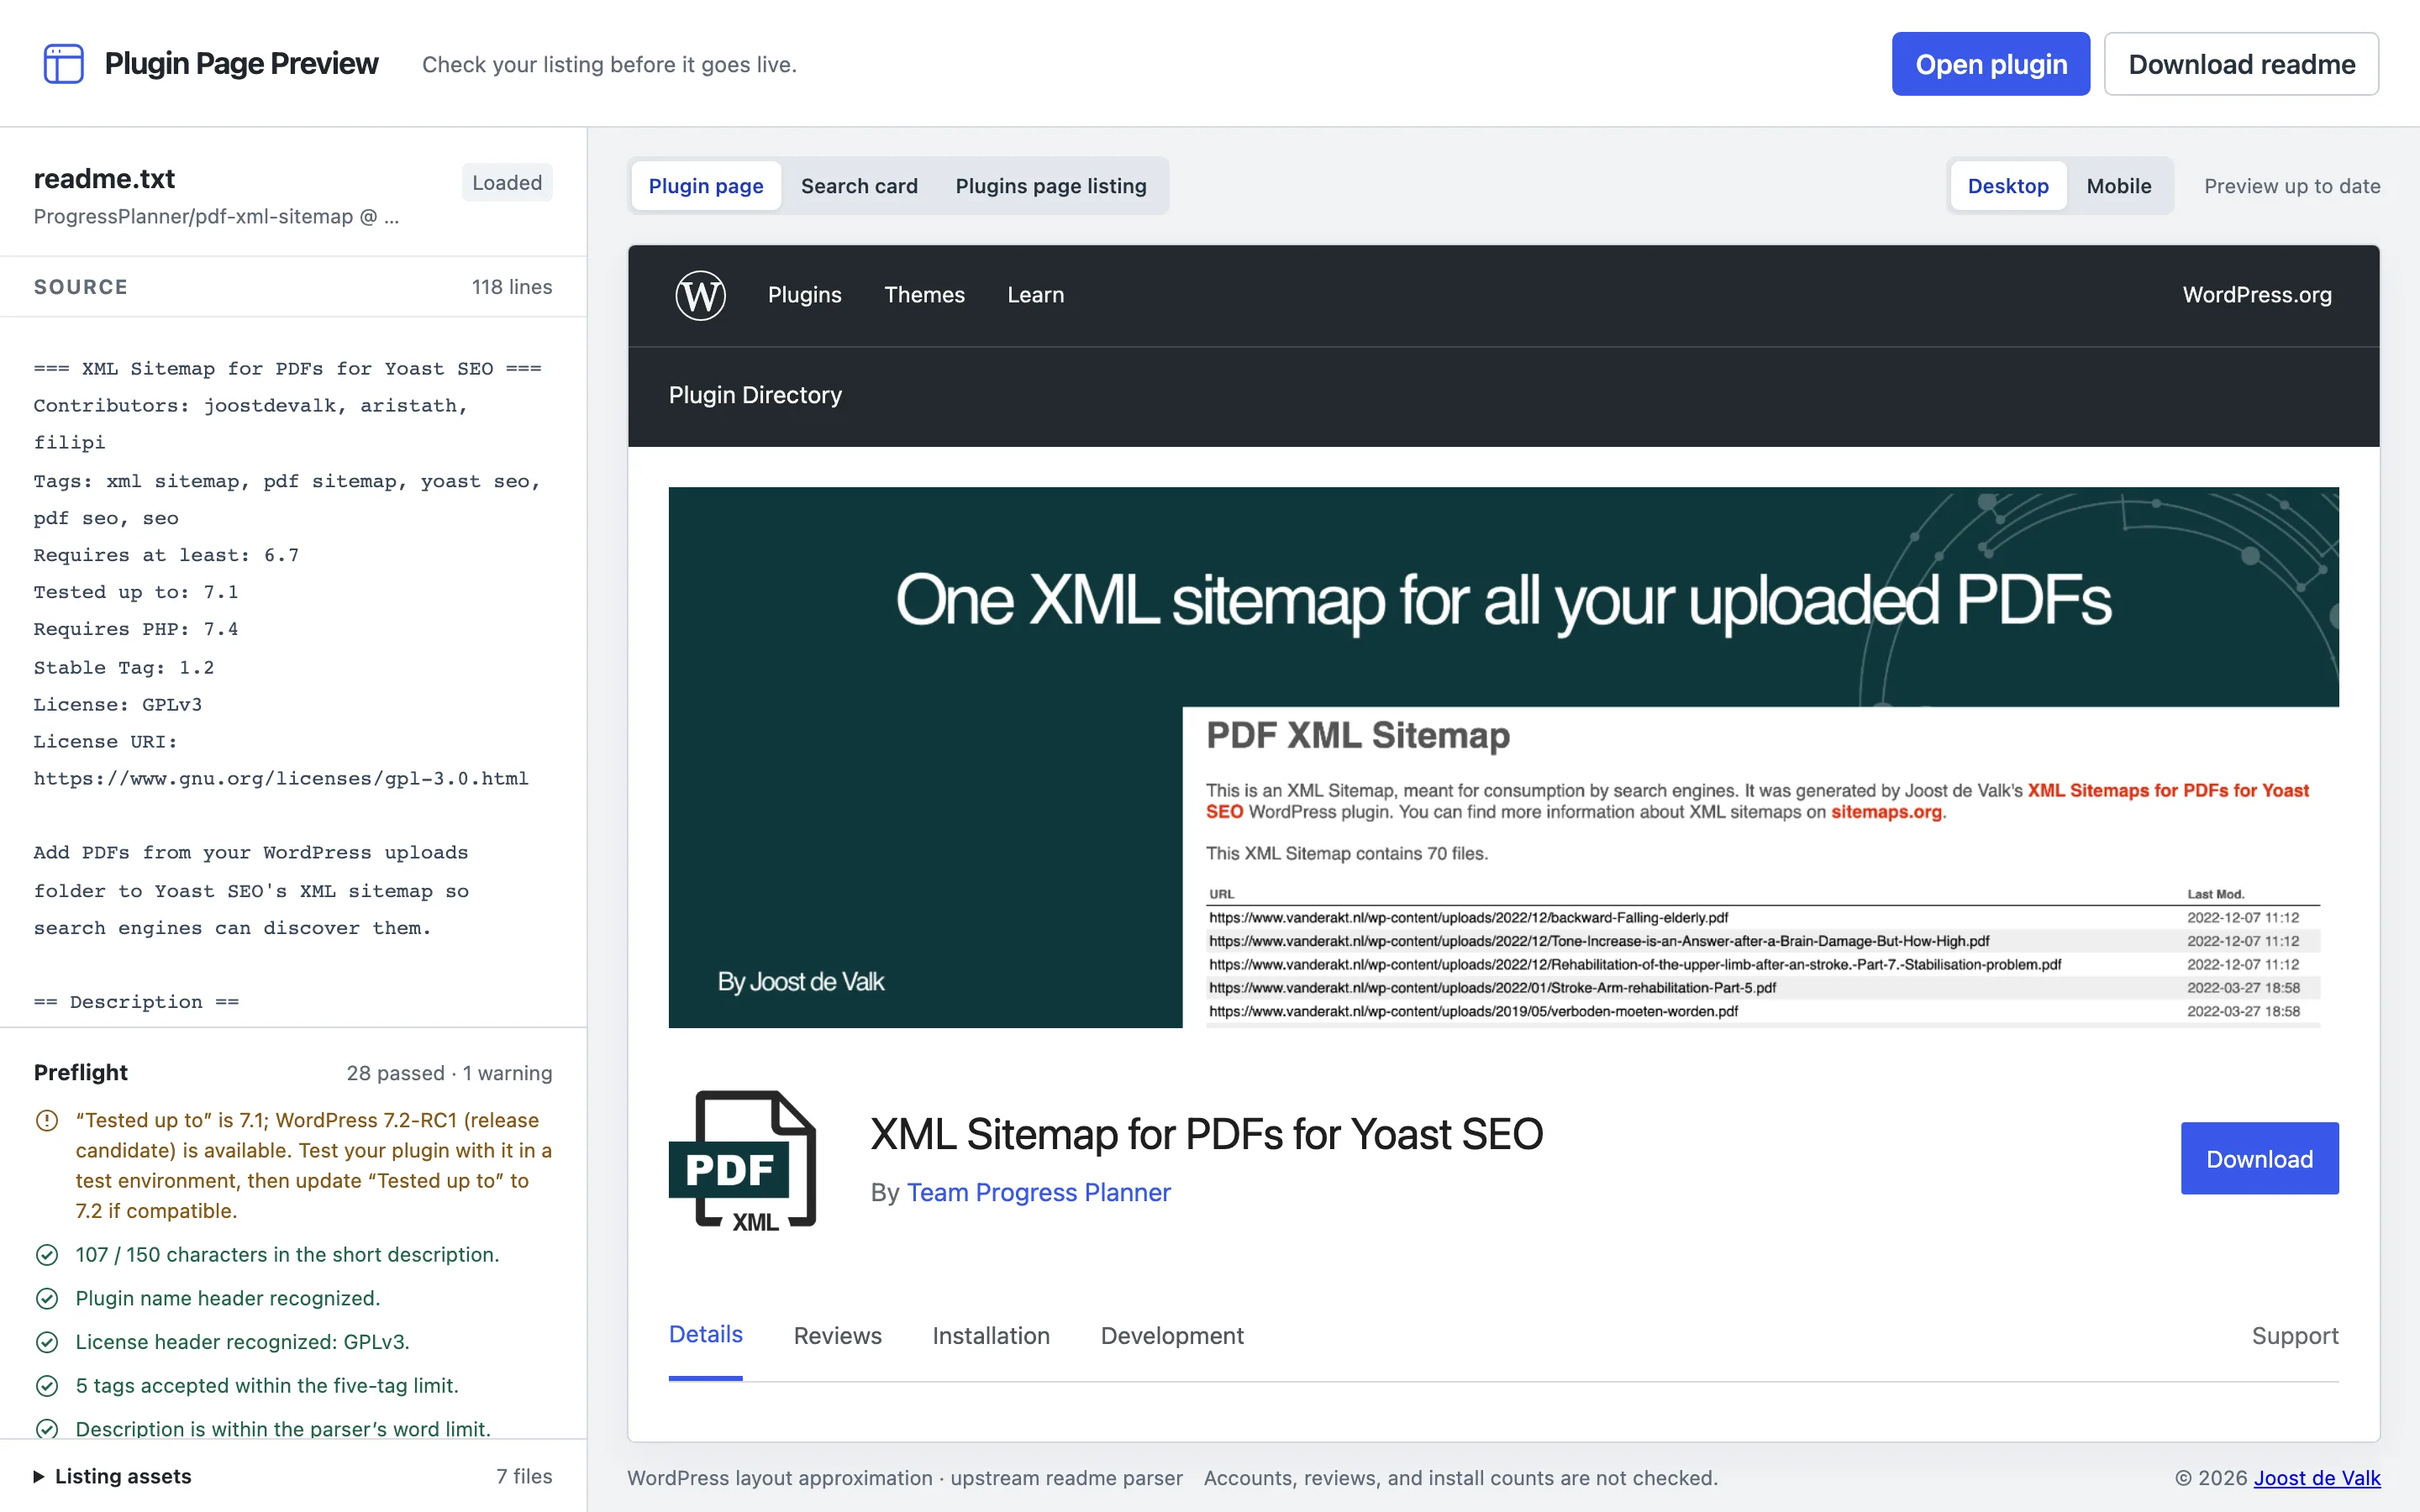 Plugin Page Preview
Check your listing before it goes live.
Open plugin
Download readme
readme.txt
Loaded
ProgressPlanner/pdf-xml-sitemap @ ...
SOURCE
118 lines
=== XML Sitemap for PDFs for Yoast SEO ===
Contributors: joostdevalk, aristath,
filipi
Tags: xml sitemap, pdf sitemap, yoast seo,
pdf seo, seo
Requires at least: 6.7
Tested up to: 7.1
Requires PHP: 7.4
Stable Tag: 1.2
License: GPLv3
License URI:
https://www.gnu.org/licenses/gpl-3.0.html
Add PDFs from your WordPress uploads
folder to Yoast SEO's XML sitemap so
search engines can discover them.
== Description ==
Preflight
28 passed · 1 warning
“Tested up to” is 7.1; WordPress 7.2-RC1 (release
candidate) is available. Test your plugin with it in a
test environment, then update “Tested up to” to
7.2 if compatible.
107 / 150 characters in the short description.
Plugin name header recognized.
License header recognized: GPLv3.
5 tags accepted within the five-tag limit.
Description is within the parser’s word limit.
Listing assets
7 files
Plugin page
Search card
Plugins page listing
Desktop
Mobile
Preview up to date
W
Plugins
Themes
Learn
WordPress.org
Plugin Directory
One XML sitemap for all your uploaded PDFs
By Joost de Valk
PDF XML Sitemap
This is an XML Sitemap, meant for consumption by search engines. It was generated by Joost de Valk's XML Sitemaps for PDFs for Yoast
SEO WordPress plugin. You can find more information about XML sitemaps on sitemaps.org.
This XML Sitemap contains 70 files.
URL
Last Mod.
https://www.vanderakt.nl/wp-content/uploads/2022/12/backward-Falling-elderly.pdf
2022-12-07 11:12
https://www.vanderakt.nl/wp-content/uploads/2022/12/Tone-Increase-is-an-Answer-after-a-Brain-Damage-But-How-High.pdf
2022-12-07 11:12
https://www.vanderakt.nl/wp-content/uploads/2022/12/Rehabilitation-of-the-upper-limb-after-an-stroke.-Part-7.-Stabilisation-problem.pdf
2022-12-07 11:12
https://www.vanderakt.nl/wp-content/uploads/2022/01/Stroke-Arm-rehabilitation-Part-5.pdf
2022-03-27 18:58
https://www.vanderakt.nl/wp-content/uploads/2019/05/verboden-moeten-worden.pdf
2022-03-27 18:58
PDF
XML
XML Sitemap for PDFs for Yoast SEO
By Team Progress Planner
Download
Details
Reviews
Installation
Development
Support
WordPress layout approximation · upstream readme parser
Accounts, reviews, and install counts are not checked.
© 2026 Joost de Valk